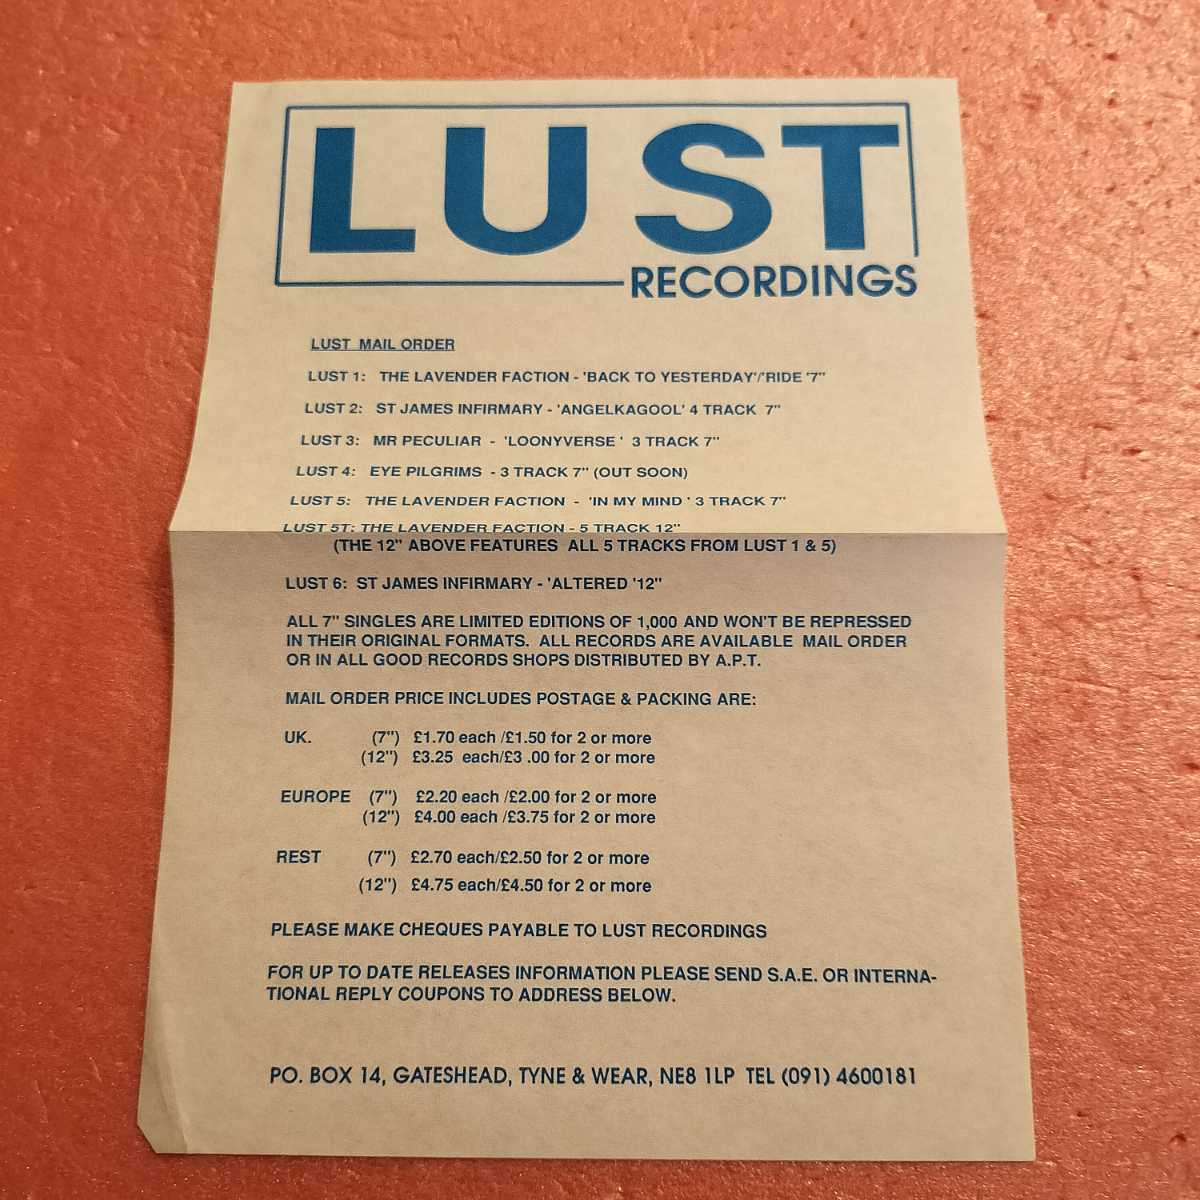 LUST
RECORDINGS
LUST MAIL ORDER
LUST 1: THE LAVENDER FACTION - 'BACK TO YESTERDAY'/'RIDE '7"
LUST 2: ST JAMES INFIRMARY - 'ANGELKAGOOL' 4 TRACK 7"
LUST 3: MR PECULIAR - 'LOONYVERSE ' 3 TRACK 7"
LUST 4: EYE PILGRIMS - 3 TRACK 7" (OUT SOON)
LUST 5: THE LAVENDER FACTION - 'IN MY MIND ' 3 TRACK 7"
LUST 5T: THE LAVENDER FACTION - 5 TRACK 12"
(THE 12" ABOVE FEATURES ALL 5 TRACKS FROM LUST 1 & 5)
LUST 6: ST JAMES INFIRMARY - 'ALTERED '12"
ALL 7" SINGLES ARE LIMITED EDITIONS OF 1,000 AND WON'T BE REPRESSED
IN THEIR ORIGINAL FORMATS. ALL RECORDS ARE AVAILABLE MAIL ORDER
OR IN ALL GOOD RECORDS SHOPS DISTRIBUTED BY A.P.T.
MAIL ORDER PRICE INCLUDES POSTAGE & PACKING ARE:
UK. (7") £1.70 each /£1.50 for 2 or more
(12") £3.25 each/£3 .00 for 2 or more
EUROPE (7") £2.20 each /£2.00 for 2 or more
(12") £4.00 each /£3.75 for 2 or more
REST (7") £2.70 each/£2.50 for 2 or more
(12") £4.75 each/£4.50 for 2 or more
PLEASE MAKE CHEQUES PAYABLE TO LUST RECORDINGS
FOR UP TO DATE RELEASES INFORMATION PLEASE SEND S.A.E. OR INTERNA-
TIONAL REPLY COUPONS TO ADDRESS BELOW.
PO. BOX 14, GATESHEAD, TYNE & WEAR, NE8 1LP TEL (091) 4600181